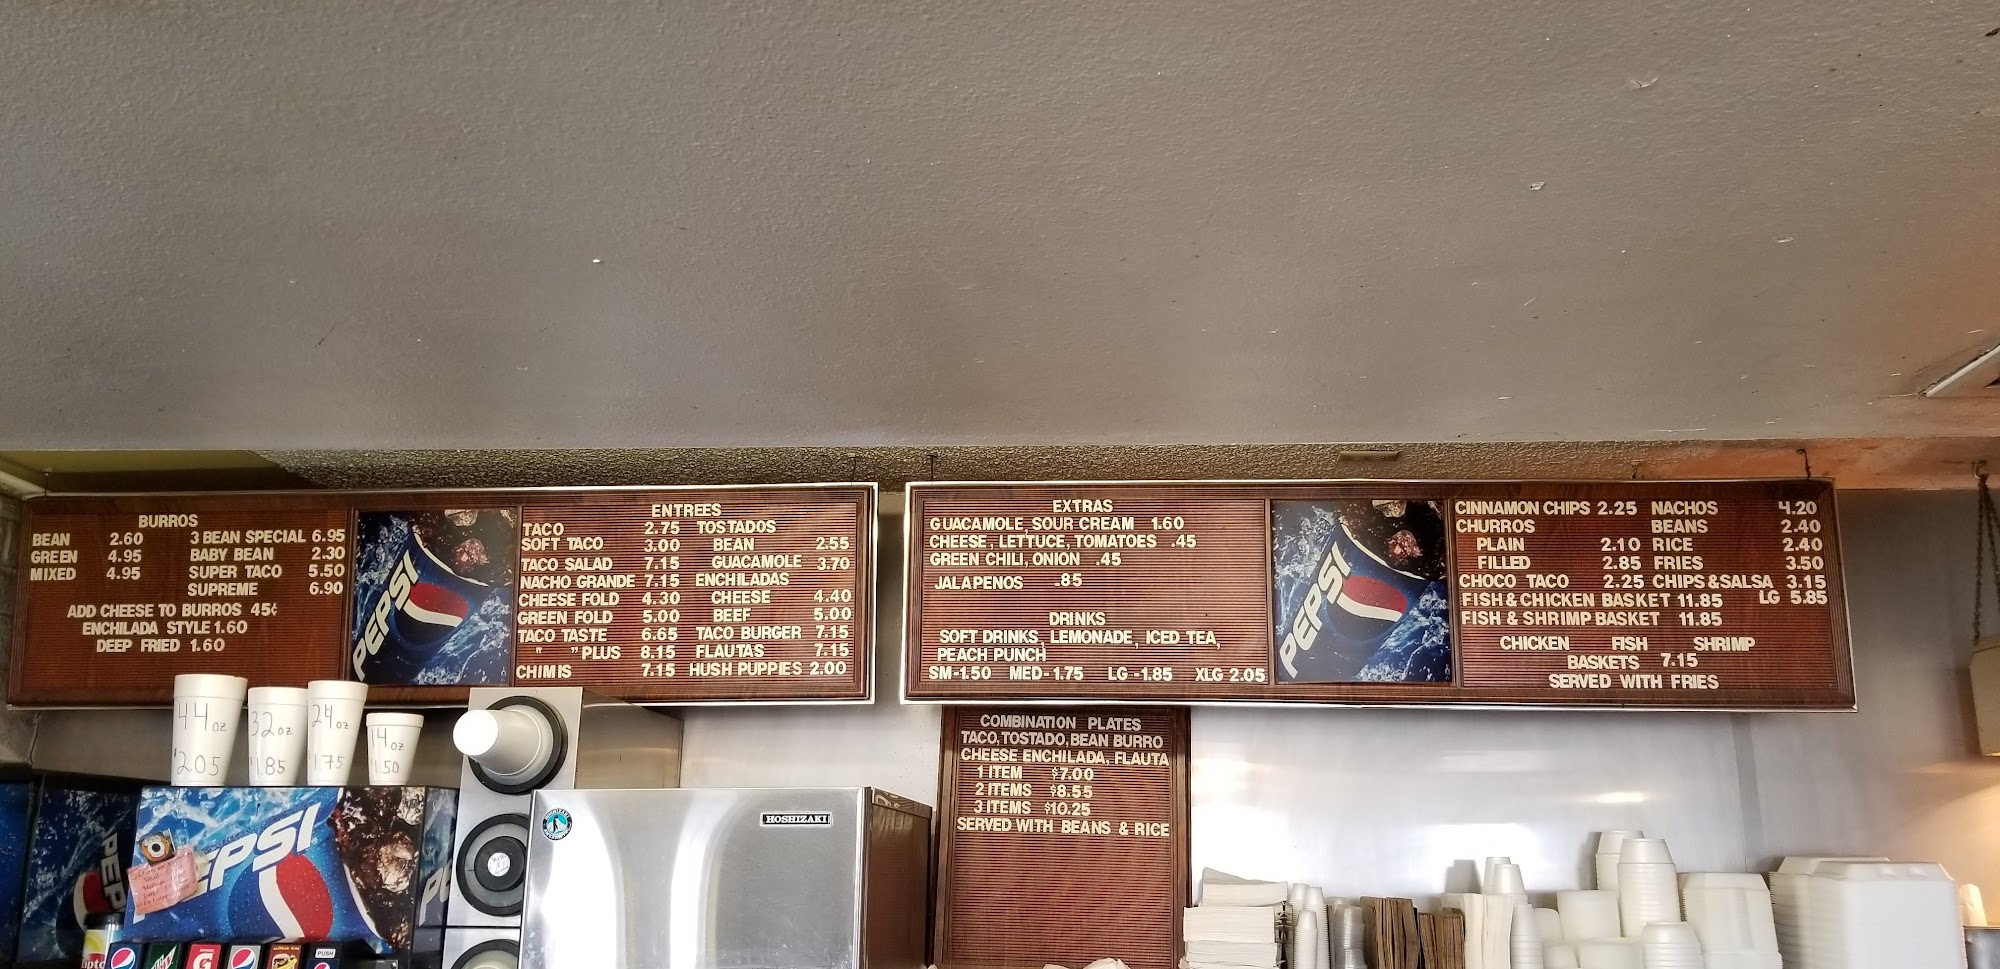 BURROS
BEAN 2.60 3 BEAN SPECIAL 6.95
GREEN 4.95 BABY BEAN 2.30
MIXED 4.95 SUPER TACO 5.50
SUPREME 6.90
ADD CHEESE TO BURROS 45¢
ENCHILADA STYLE 1.60
DEEP FRIED 1.60
PEPSI
ENTREES
TACO 2.75 TOSTADOS
SOFT TACO 3.00 BEAN 2.55
TACO SALAD 7.15 GUACAMOLE 3.70
NACHO GRANDE 7.15 ENCHILADAS
CHEESE FOLD 4.30 CHEESE 4.40
GREEN FOLD 5.00 BEEF 5.00
TACO TASTE 6.65 TACO BURGER 7.15
" " PLUS 8.15 FLAUTAS 7.15
CHIMIS 7.15 HUSH PUPPIES 2.00
EXTRAS
GUACAMOLE, SOUR CREAM 1.60
CHEESE, LETTUCE, TOMATOES .45
GREEN CHILI, ONION .45
JALAPENOS .85
DRINKS
SOFT DRINKS, LEMONADE, ICED TEA,
PEACH PUNCH
SM-1.50 MED-1.75 LG-1.85 XLG 2.05
PEPSI
CINNAMON CHIPS 2.25 NACHOS 4.20
CHURROS BEANS 2.40
PLAIN 2.10 RICE 2.40
FILLED 2.85 FRIES 3.50
CHOCO TACO 2.25 CHIPS & SALSA 3.15
FISH & CHICKEN BASKET 11.85 LG 5.85
FISH & SHRIMP BASKET 11.85
CHICKEN FISH SHRIMP
BASKETS 7.15
SERVED WITH FRIES
COMBINATION PLATES
TACO, TOSTADO, BEAN BURRO
CHEESE ENCHILADA, FLAUTA
1 ITEM $7.00
2 ITEMS $8.55
3 ITEMS $10.25
SERVED WITH BEANS & RICE
44 oz
$2.05
32 oz
$1.85
24 oz
$1.75
14 oz
$1.50
PEPSI
HOSHIZAKI
PUSH